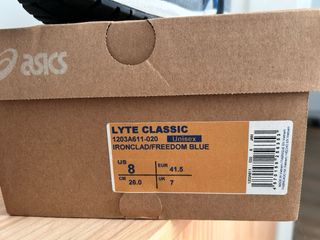 asics
LYTE CLASSIC
1203A611-020 Unisex
IRONCLAD/FREEDOM BLUE
US 8 EUR 41.5
CM 26.0 UK 7